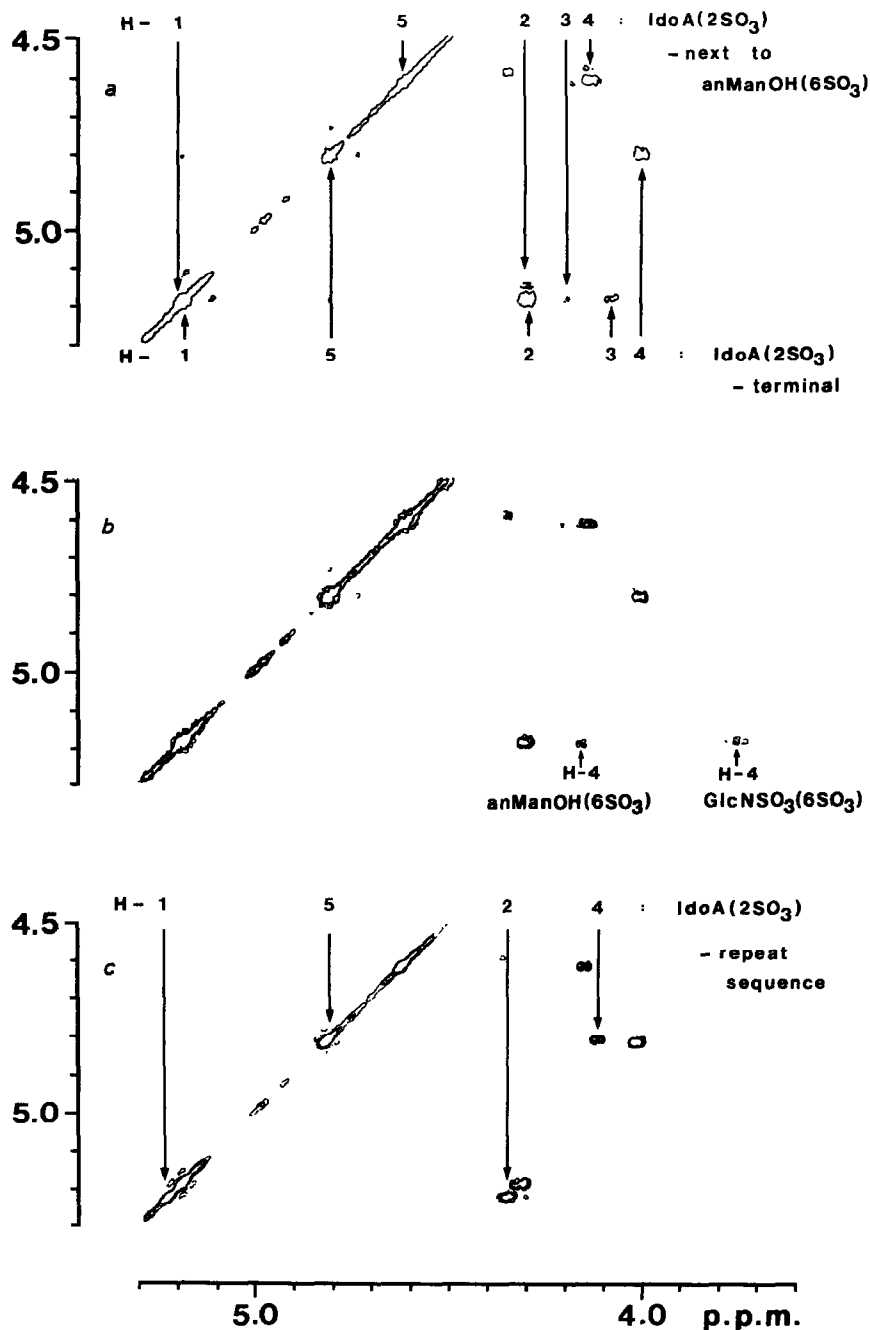 H - 1 5 2 3 4 : IdoA(2SO3)
- next to
anManOH(6SO3)
4.5
a
5.0
H - 1 5 2 3 4 : IdoA(2SO3)
- terminal
4.5
b
5.0
H-4 H-4
anManOH(6SO3) GlcNSO3(6SO3)
H - 1 5 2 4 : IdoA(2SO3)
- repeat
sequence
4.5
c
5.0
5.0 4.0 p.p.m.